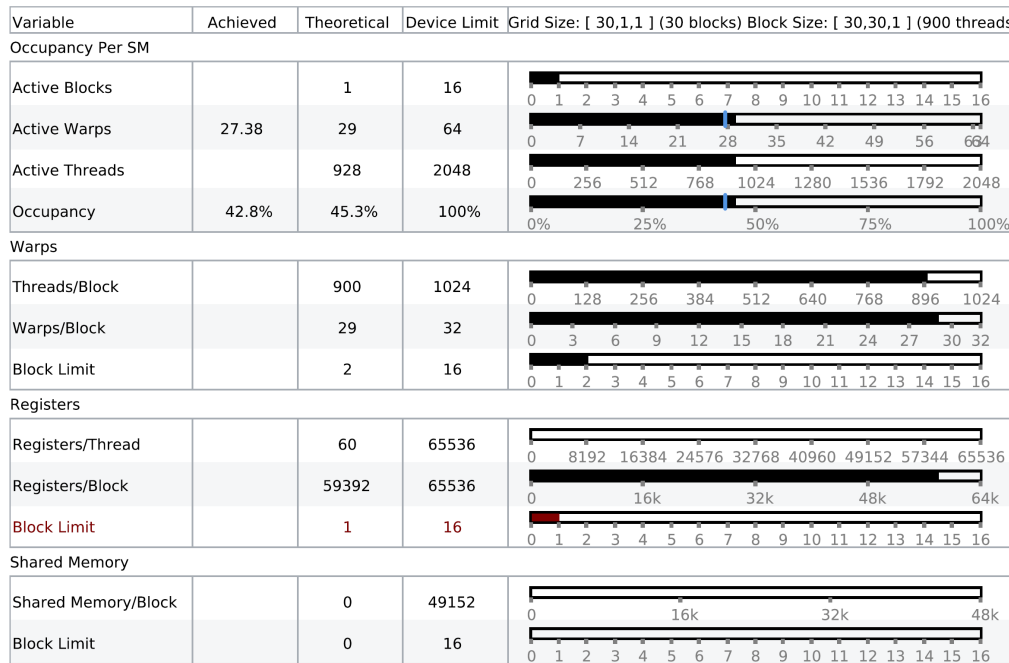 Variable Achieved Theoretical Device Limit Grid Size: [ 30,1,1 ] (30 blocks) Block Size: [ 30,30,1 ] (900 threads
Occupancy Per SM
Active Blocks 1 16
0 1 2 3 4 5 6 7 8 9 10 11 12 13 14 15 16
Active Warps 27.38 29 64
0 7 14 21 28 35 42 49 56 63 64
Active Threads 928 2048
0 256 512 768 1024 1280 1536 1792 2048
Occupancy 42.8% 45.3% 100%
0% 25% 50% 75% 100%
Warps
Threads/Block 900 1024
0 128 256 384 512 640 768 896 1024
Warps/Block 29 32
0 3 6 9 12 15 18 21 24 27 30 32
Block Limit 2 16
0 1 2 3 4 5 6 7 8 9 10 11 12 13 14 15 16
Registers
Registers/Thread 60 65536
0 8192 16384 24576 32768 40960 49152 57344 65536
Registers/Block 59392 65536
0 16k 32k 48k 64k
Block Limit 1 16
0 1 2 3 4 5 6 7 8 9 10 11 12 13 14 15 16
Shared Memory
Shared Memory/Block 0 49152
0 16k 32k 48k
Block Limit 0 16
0 1 2 3 4 5 6 7 8 9 10 11 12 13 14 15 16